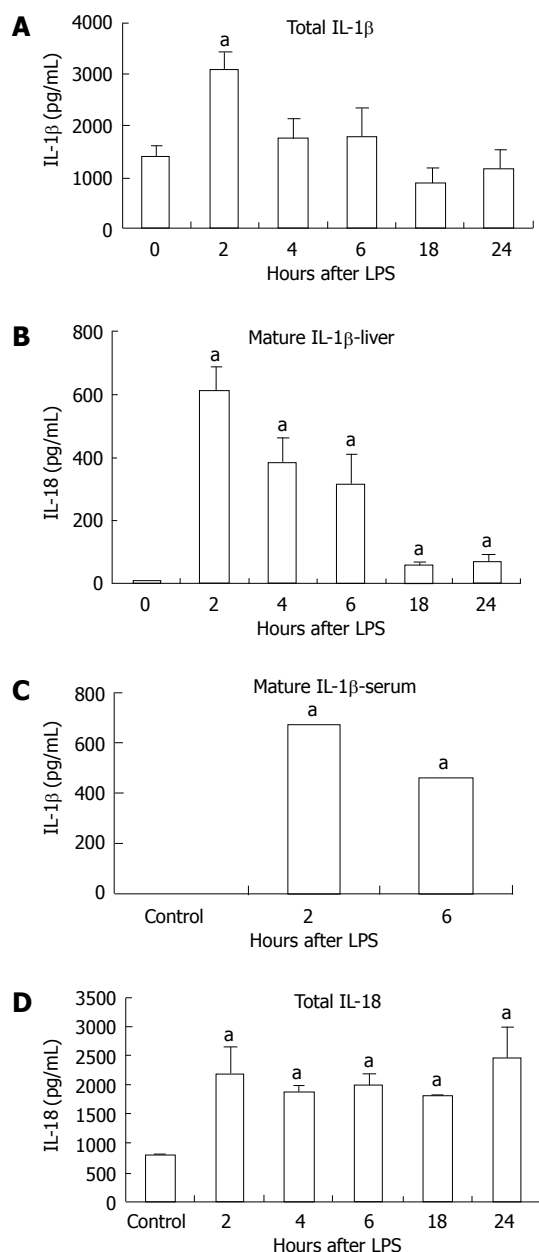 A
Total IL-1β
IL-1β (pg/mL)
4000
3000
2000
1000
0
a
0 2 4 6 18 24
Hours after LPS
B
Mature IL-1β-liver
IL-18 (pg/mL)
800
600
400
200
0
a a a a a
0 2 4 6 18 24
Hours after LPS
C
Mature IL-1β-serum
IL-1β (pg/mL)
800
600
400
200
0
a a
Control 2 6
Hours after LPS
D
Total IL-18
IL-18 (pg/mL)
3500
3000
2500
2000
1500
1000
500
0
a a a a a
Control 2 4 6 18 24
Hours after LPS